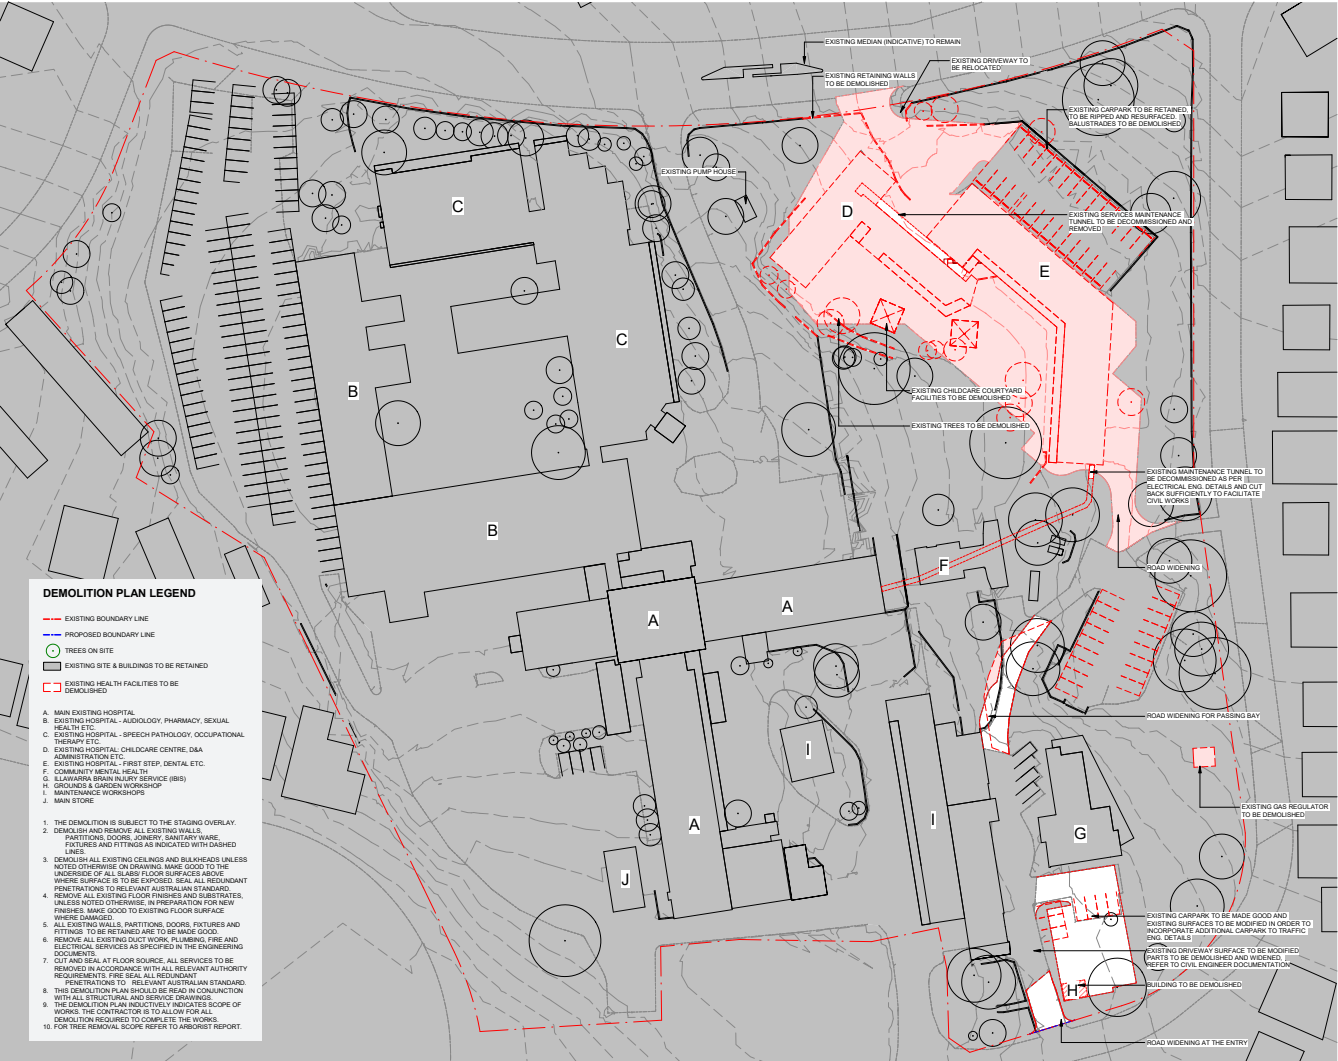 EXISTING MEDIAN (INDICATIVE) TO REMAIN
EXISTING DRIVEWAY TO
BE RELOCATED
EXISTING RETAINING WALLS
TO BE DEMOLISHED
EXISTING CARPARK TO BE RETAINED,
TO BE RIPPED AND RESURFACED.
BALUSTRADES TO BE DEMOLISHED
EXISTING PUMP HOUSE
C
D
EXISTING SERVICES MAINTENANCE
TUNNEL TO BE DECOMMISSIONED AND
REMOVED
E
C
B
EXISTING CHILDCARE COURTYARD
FACILITIES TO BE DEMOLISHED
EXISTING TREES TO BE DEMOLISHED
EXISTING MAINTENANCE TUNNEL TO
BE DECOMMISSIONED AS PER
ELECTRICAL ENG. DETAILS AND CUT
BACK SUFFICIENTLY TO FACILITATE
CIVIL WORKS
B
F
ROAD WIDENING
A
A
ROAD WIDENING FOR PASSING BAY
I
EXISTING GAS REGULATOR
TO BE DEMOLISHED
A
I
G
J
EXISTING CARPARK TO BE MADE GOOD AND
EXISTING SURFACES TO BE MODIFIED IN ORDER TO
INCORPORATE ADDITIONAL CARPARK TO TRAFFIC
ENG. DETAILS
EXISTING DRIVEWAY SURFACE TO BE MODIFIED
PARTS TO BE DEMOLISHED AND WIDENED,
REFER TO CIVIL ENGINEER DOCUMENTATION
H
BUILDING TO BE DEMOLISHED
ROAD WIDENING AT THE ENTRY
DEMOLITION PLAN LEGEND
EXISTING BOUNDARY LINE
PROPOSED BOUNDARY LINE
TREES ON SITE
EXISTING SITE & BUILDINGS TO BE RETAINED
EXISTING HEALTH FACILITIES TO BE
DEMOLISHED
A. MAIN EXISTING HOSPITAL
B. EXISTING HOSPITAL - AUDIOLOGY, PHARMACY, SEXUAL
HEALTH ETC.
C. EXISTING HOSPITAL - SPEECH PATHOLOGY, OCCUPATIONAL
THERAPY ETC.
D. EXISTING HOSPITAL: CHILDCARE CENTRE, D&A
ADMINISTRATION ETC.
E. EXISTING HOSPITAL - FIRST STEP, DENTAL ETC.
F. COMMUNITY MENTAL HEALTH
G. ILLAWARRA BRAIN INJURY SERVICE (IBIS)
H. GROUNDS & GARDEN WORKSHOP
I. MAINTENANCE WORKSHOPS
J. MAIN STORE
1. THE DEMOLITION IS SUBJECT TO THE STAGING OVERLAY.
2. DEMOLISH AND REMOVE ALL EXISTING WALLS,
PARTITIONS, DOORS, JOINERY, SANITARY WARE,
FIXTURES AND FITTINGS AS INDICATED WITH DASHED
LINES.
3. DEMOLISH ALL EXISTING CEILINGS AND BULKHEADS UNLESS
NOTED OTHERWISE ON DRAWING. MAKE GOOD TO THE
UNDERSIDE OF ALL SLABS/ FLOOR SURFACES ABOVE
WHERE SURFACE IS TO BE EXPOSED. SEAL ALL REDUNDANT
PENETRATIONS TO RELEVANT AUSTRALIAN STANDARD.
4. REMOVE ALL EXISTING FLOOR FINISHES AND SUBSTRATES,
UNLESS NOTED OTHERWISE, IN PREPARATION FOR NEW
FINISHES. MAKE GOOD TO EXISTING FLOOR SURFACE
WHERE DAMAGED.
5. ALL EXISTING WALLS, PARTITIONS, DOORS, FIXTURES AND
FITTINGS TO BE RETAINED ARE TO BE MADE GOOD.
6. REMOVE ALL EXISTING DUCT WORK, PLUMBING, FIRE AND
ELECTRICAL SERVICES AS SPECIFIED IN THE ENGINEERING
DOCUMENTS.
7. CUT AND SEAL AT FLOOR SOURCE, ALL SERVICES TO BE
REMOVED IN ACCORDANCE WITH ALL RELEVANT AUTHORITY
REQUIREMENTS. FIRE SEAL ALL REDUNDANT
PENETRATIONS TO RELEVANT AUSTRALIAN STANDARD.
8. THIS DEMOLITION PLAN SHOULD BE READ IN CONJUNCTION
WITH ALL STRUCTURAL AND SERVICE DRAWINGS.
9. THE DEMOLITION PLAN INDUCTIVELY INDICATES SCOPE OF
WORKS. THE CONTRACTOR IS TO ALLOW FOR ALL
DEMOLITION REQUIRED TO COMPLETE THE WORKS.
10. FOR TREE REMOVAL SCOPE REFER TO ARBORIST REPORT.